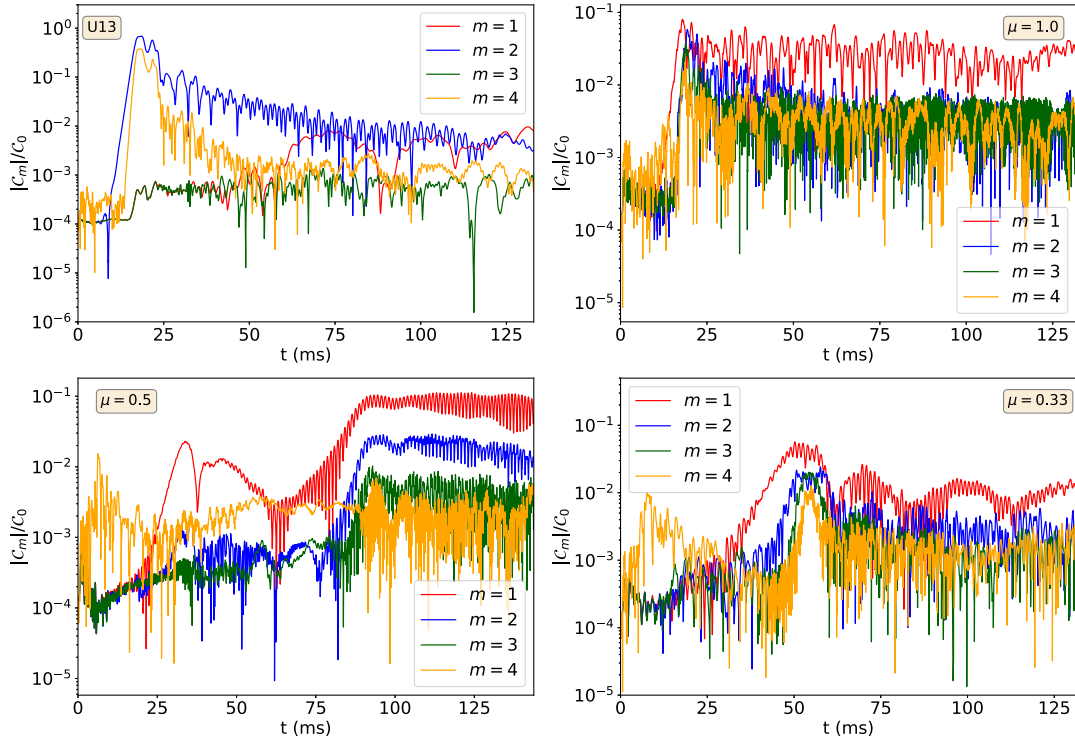 U13
m = 1
m = 2
m = 3
m = 4
|C_m|/C_0
10^0
10^{-1}
10^{-2}
10^{-3}
10^{-4}
10^{-5}
10^{-6}
0 25 50 75 100 125
t (ms)
μ = 1.0
m = 1
m = 2
m = 3
m = 4
|C_m|/C_0
10^{-1}
10^{-2}
10^{-3}
10^{-4}
10^{-5}
0 25 50 75 100 125
t (ms)
μ = 0.5
m = 1
m = 2
m = 3
m = 4
|C_m|/C_0
10^{-1}
10^{-2}
10^{-3}
10^{-4}
10^{-5}
0 25 50 75 100 125
t (ms)
μ = 0.33
m = 1
m = 2
m = 3
m = 4
|C_m|/C_0
10^{-1}
10^{-2}
10^{-3}
10^{-4}
10^{-5}
0 25 50 75 100 125
t (ms)